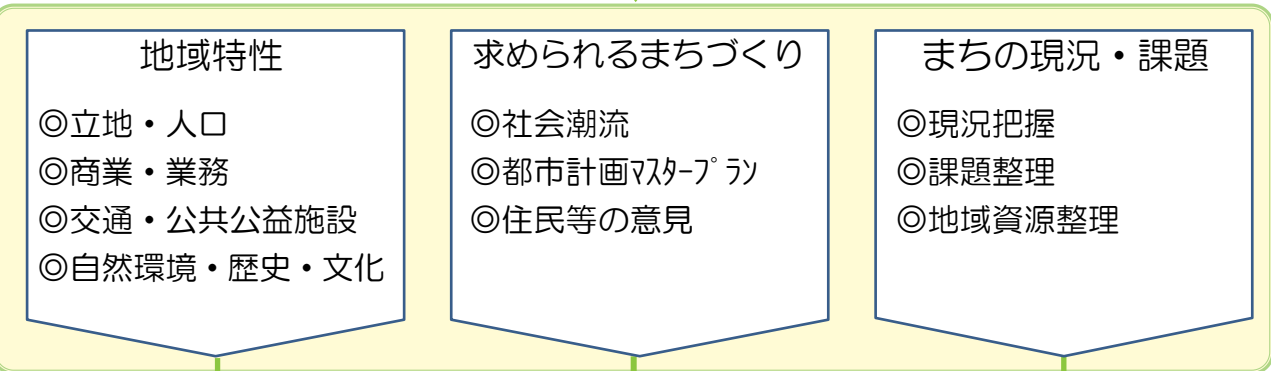 地域特性
◎立地・人口
◎商業・業務
◎交通・公共公益施設
◎自然環境・歴史・文化
求められるまちづくり
◎社会潮流
◎都市計画ﾏｽﾀｰﾌﾟﾗﾝ
◎住民等の意見
まちの現況・課題
◎現況把握
◎課題整理
◎地域資源整理